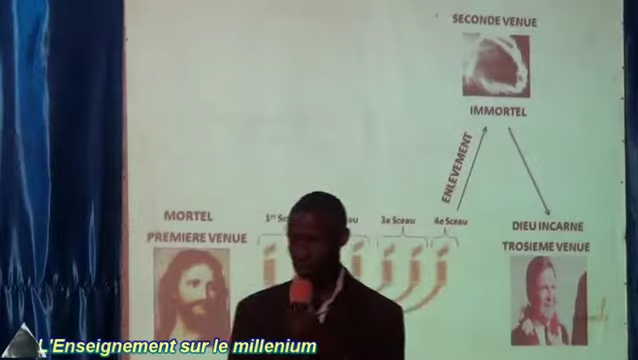 SECONDE VENUE
IMMORTEL
ENLEVEMENT
MORTEL
PREMIERE VENUE
1er
3e Sceau
4e Sceau
DIEU INCARNE
TROSIEME VENUE
L'Enseignement sur le millenium